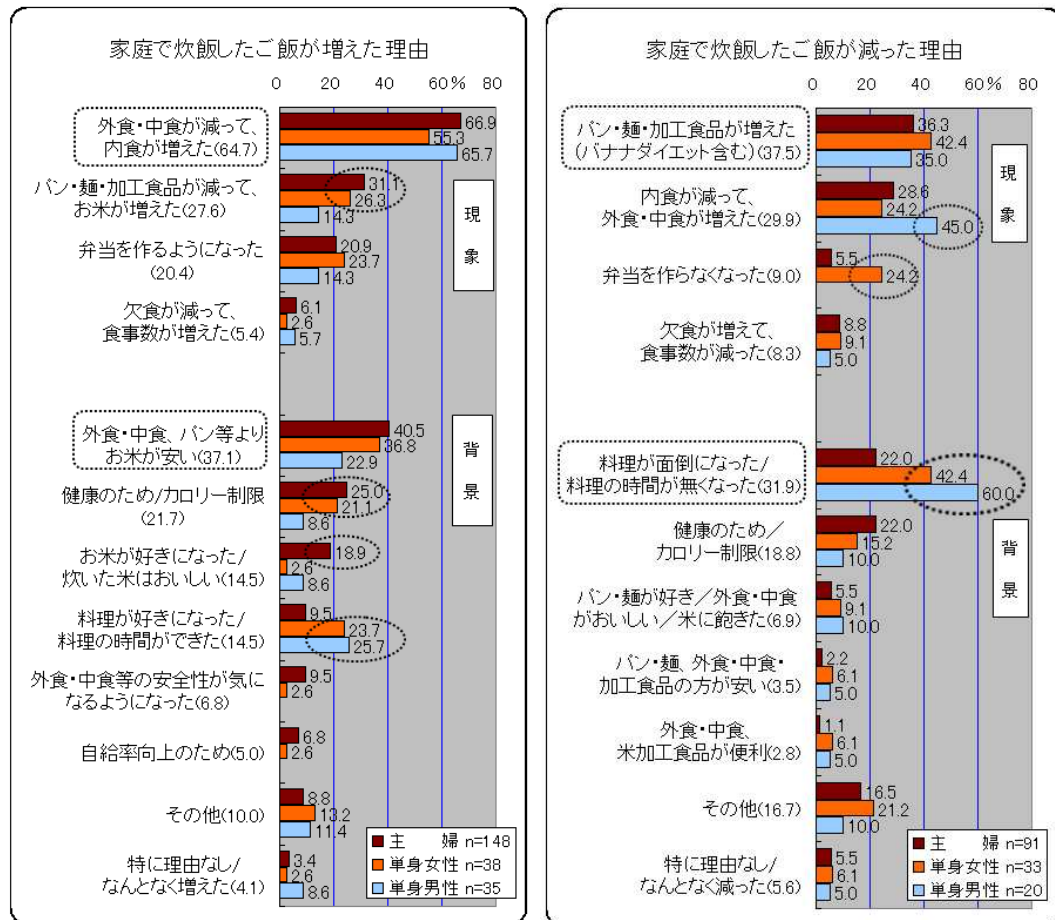 家庭で炊飯したご飯が増えた理由
0 20 40 60 % 80
外食・中食が減って、
内食が増えた(64.7)
66.9
55.3
65.7
パン・麺・加工食品が減って、
お米が増えた(27.6)
31.1
26.3
14.3
弁当を作るようになった
(20.4)
20.9
23.7
14.3
欠食が減って、
食事数が増えた(5.4)
6.1
2.6
5.7
現
象
外食・中食、パン等より
お米が安い(37.1)
40.5
36.8
22.9
健康のため/カロリー制限
(21.7)
25.0
21.1
8.6
背
景
お米が好きになった/
炊いた米はおいしい(14.5)
18.9
2.6
8.6
料理が好きになった/
料理の時間ができた(14.5)
9.5
23.7
25.7
外食・中食等の安全性が気に
なるようになった(6.8)
9.5
2.6
自給率向上のため(5.0)
6.8
2.6
その他(10.0)
8.8
13.2
11.4
特に理由なし/
なんとなく増えた(4.1)
3.4
2.6
8.6
主 婦 n=148
単身女性 n=38
単身男性 n=35
家庭で炊飯したご飯が減った理由
0 20 40 60 % 80
パン・麺・加工食品が増えた
(バナナダイエット含む)(37.5)
36.3
42.4
35.0
内食が減って、
外食・中食が増えた(29.9)
28.6
24.2
45.0
弁当を作らなくなった(9.0)
5.5
24.2
欠食が増えて、
食事数が減った(8.3)
8.8
9.1
5.0
現
象
料理が面倒になった/
料理の時間が無くなった(31.9)
22.0
42.4
60.0
健康のため／
カロリー制限(18.8)
22.0
15.2
10.0
背
景
パン・麺が好き／外食・中食
がおいしい／米に飽きた(6.9)
5.5
9.1
10.0
パン・麺、外食・中食・
加工食品の方が安い(3.5)
2.2
6.1
5.0
外食・中食、
米加工食品が便利(2.8)
1.1
6.1
5.0
その他(16.7)
16.5
21.2
10.0
特に理由なし/
なんとなく減った(5.6)
5.5
6.1
5.0
主 婦 n=91
単身女性 n=33
単身男性 n=20